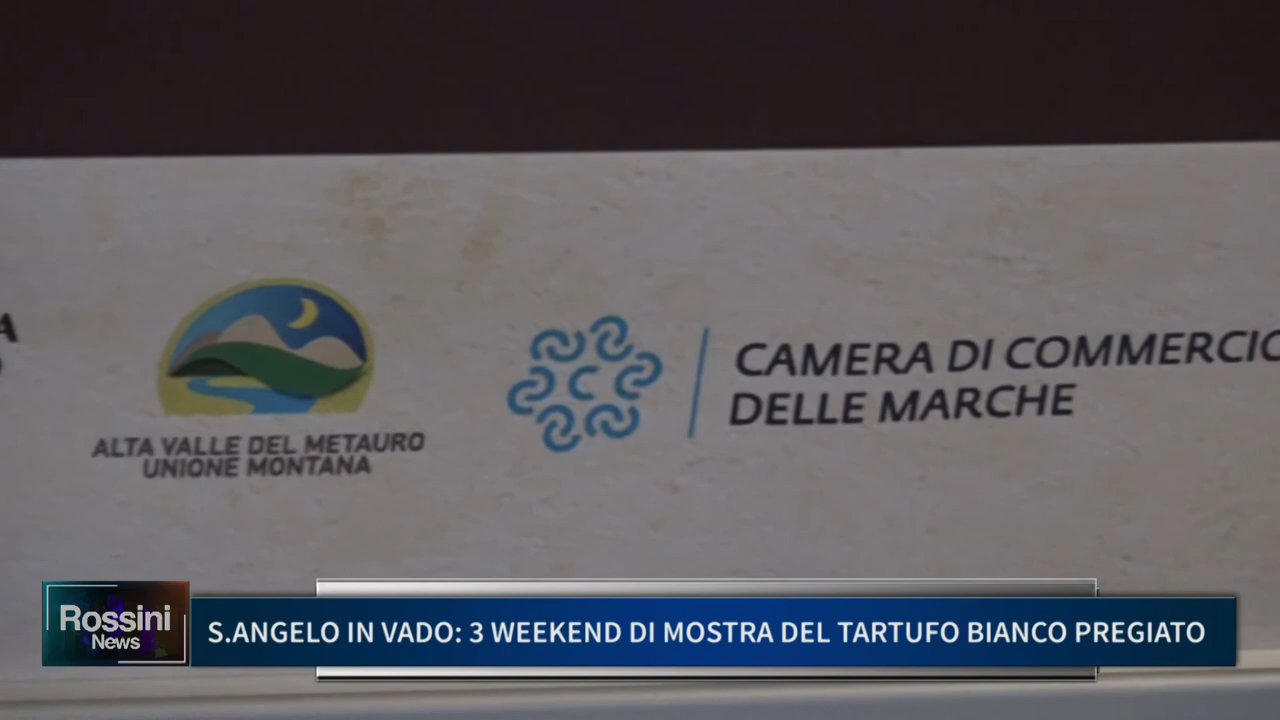 ALTA VALLE DEL METAURO
UNIONE MONTANA
CAMERA DI COMMERCIO
DELLE MARCHE
Rossini
News
S.ANGELO IN VADO: 3 WEEKEND DI MOSTRA DEL TARTUFO BIANCO PREGIATO